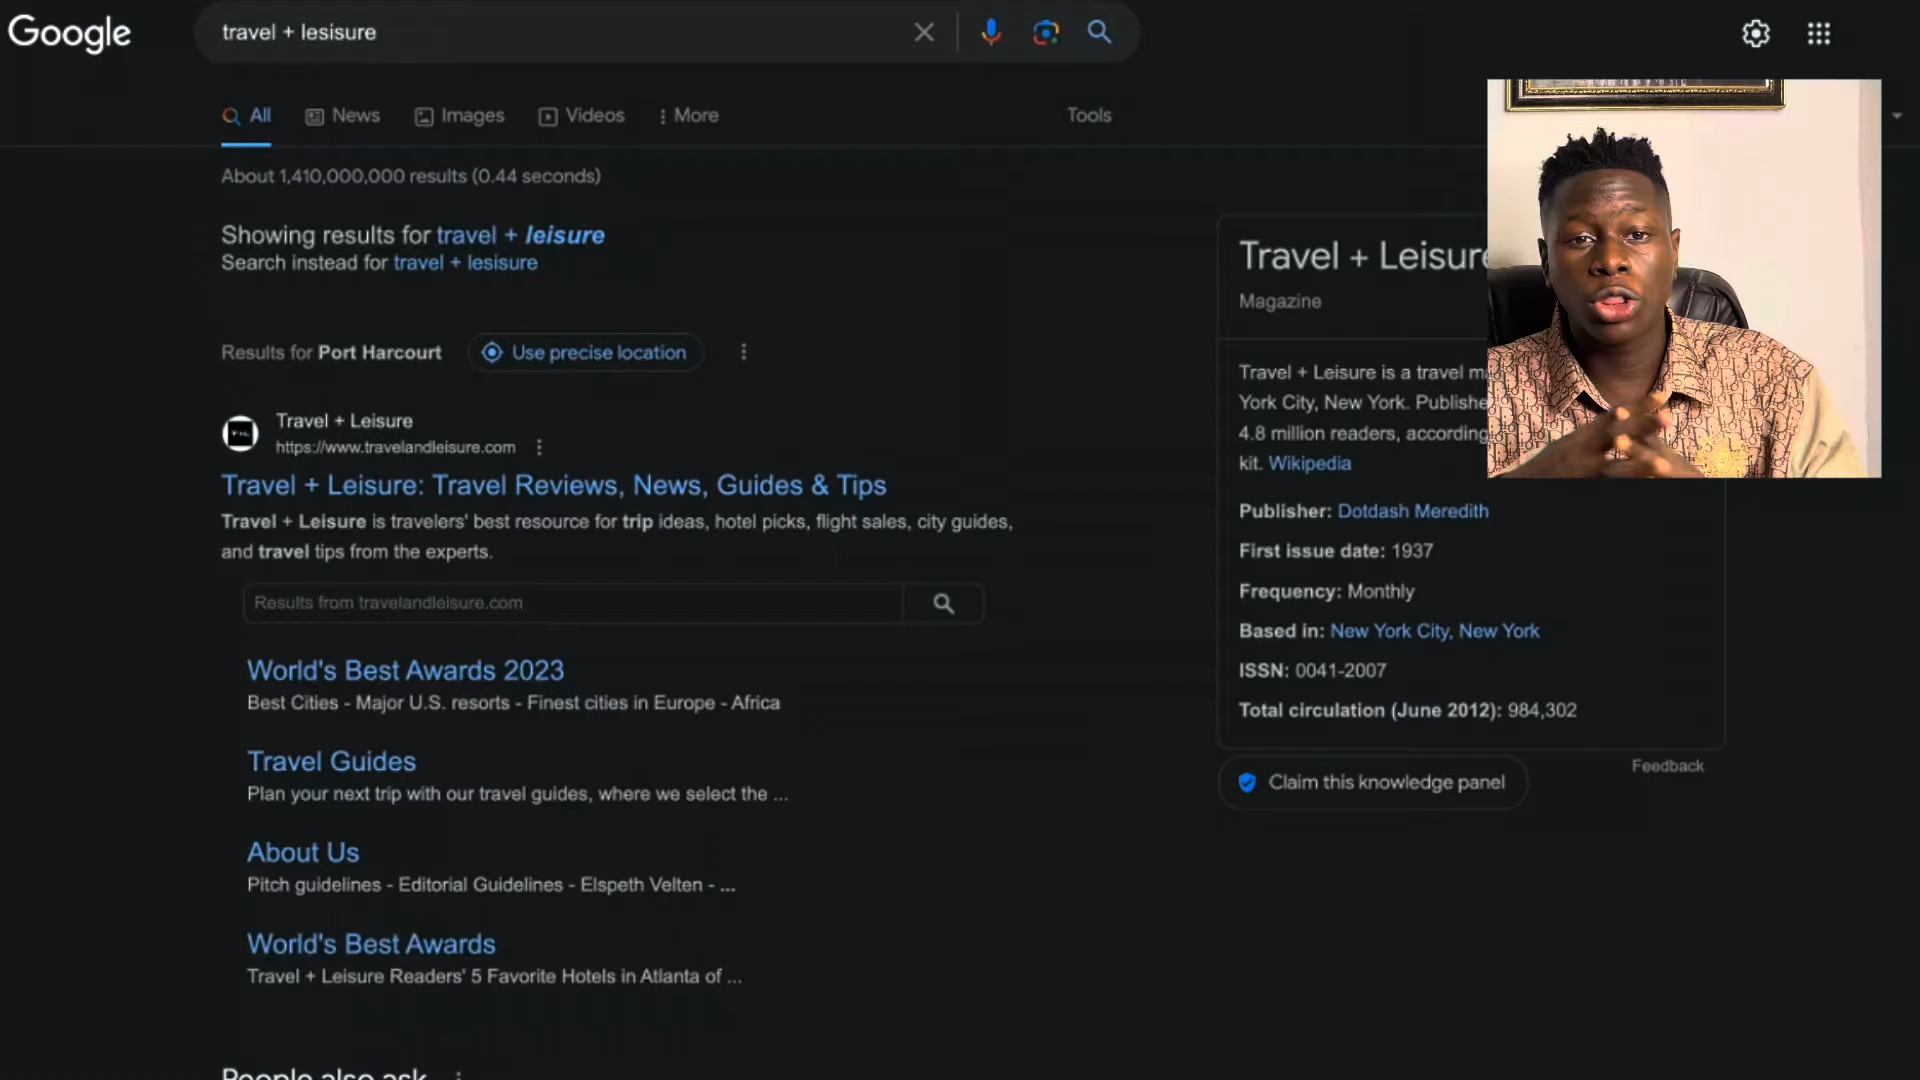 Google
travel + lesisure
All
News
Images
Videos
More
Tools
About 1,410,000,000 results (0.44 seconds)
Showing results for travel + leisure
Search instead for travel + lesisure
Results for Port Harcourt
Use precise location
Travel + Leisure
https://www.travelandleisure.com
Travel + Leisure: Travel Reviews, News, Guides & Tips
Travel + Leisure is travelers' best resource for trip ideas, hotel picks, flight sales, city guides,
and travel tips from the experts.
Results from travelandleisure.com
World's Best Awards 2023
Best Cities - Major U.S. resorts - Finest cities in Europe - Africa
Travel Guides
Plan your next trip with our travel guides, where we select the ...
About Us
Pitch guidelines - Editorial Guidelines - Elspeth Velten - ...
World's Best Awards
Travel + Leisure Readers' 5 Favorite Hotels in Atlanta of ...
People also ask
Travel + Leisure
Magazine
Travel + Leisure is a travel
York City, New York.
4.8 million readers, according
kit. Wikipedia
Publisher: Dotdash Meredith
First issue date: 1937
Frequency: Monthly
Based in: New York City, New York
ISSN: 0041-2007
Total circulation (June 2012): 984,302
Feedback
Claim this knowledge panel